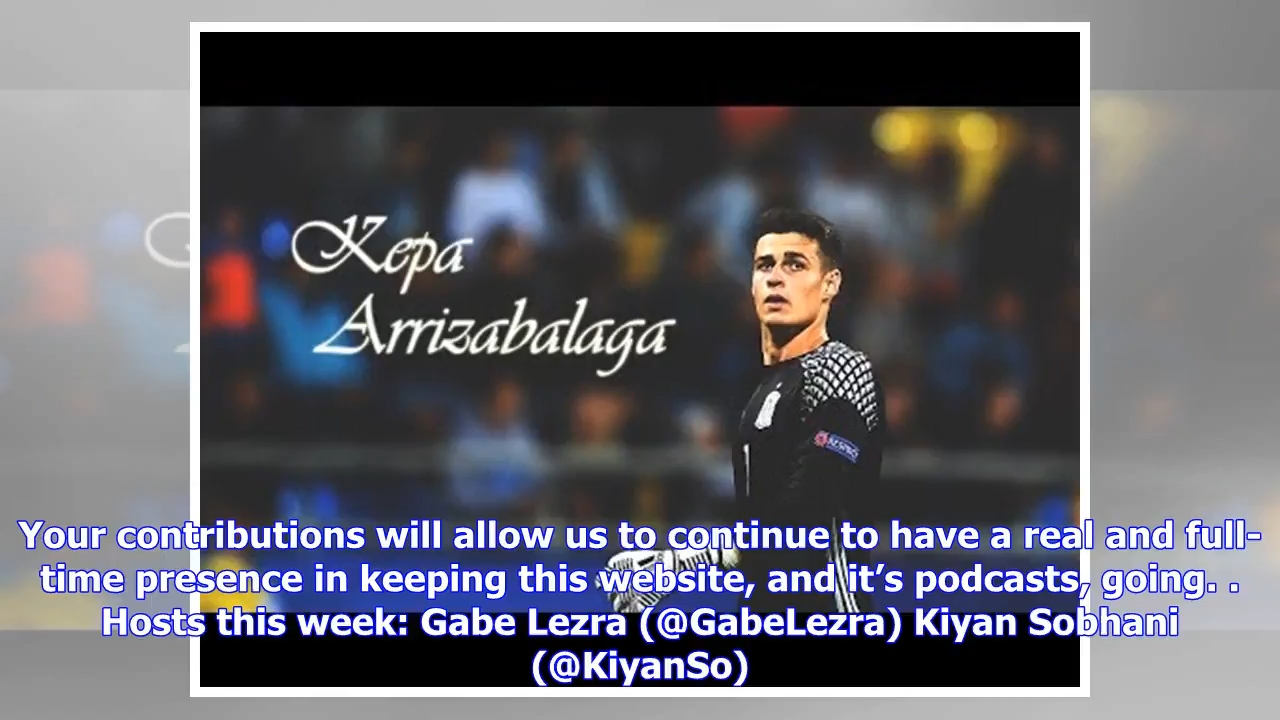 Kepa
Arrizabalaga
RESPECT
Your contributions will allow us to continue to have a real and full-
time presence in keeping this website, and it’s podcasts, going. .
Hosts this week: Gabe Lezra (@GabeLezra) Kiyan Sobhani
(@KiyanSo)